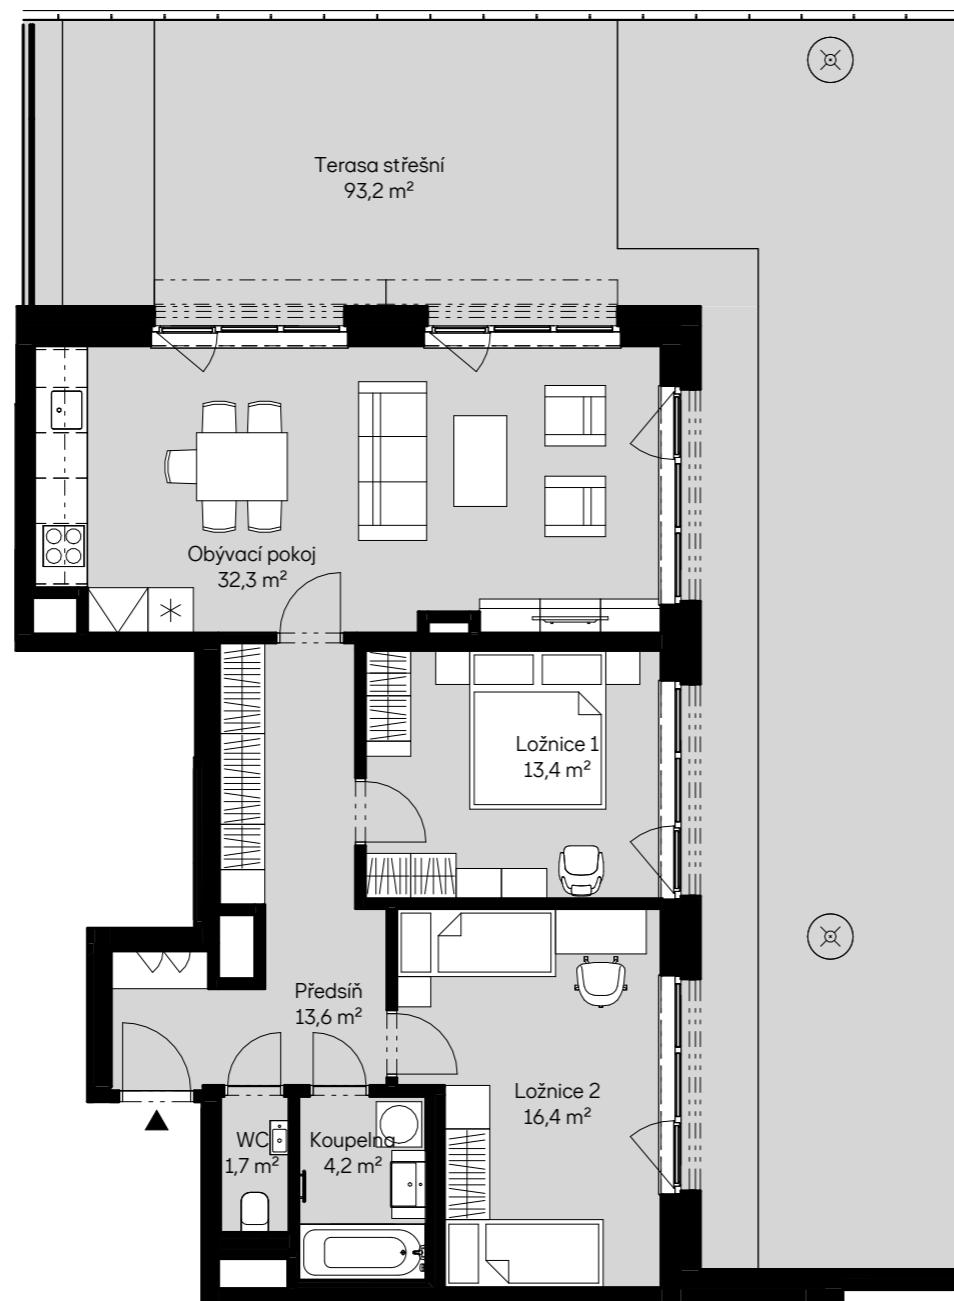 Terasa střešní
93,2 m²
Obývací pokoj
32,3 m²
Ložnice 1
13,4 m²
Předsíň
13,6 m²
Ložnice 2
16,4 m²
WC
1,7 m²
Koupelna
4,2 m²